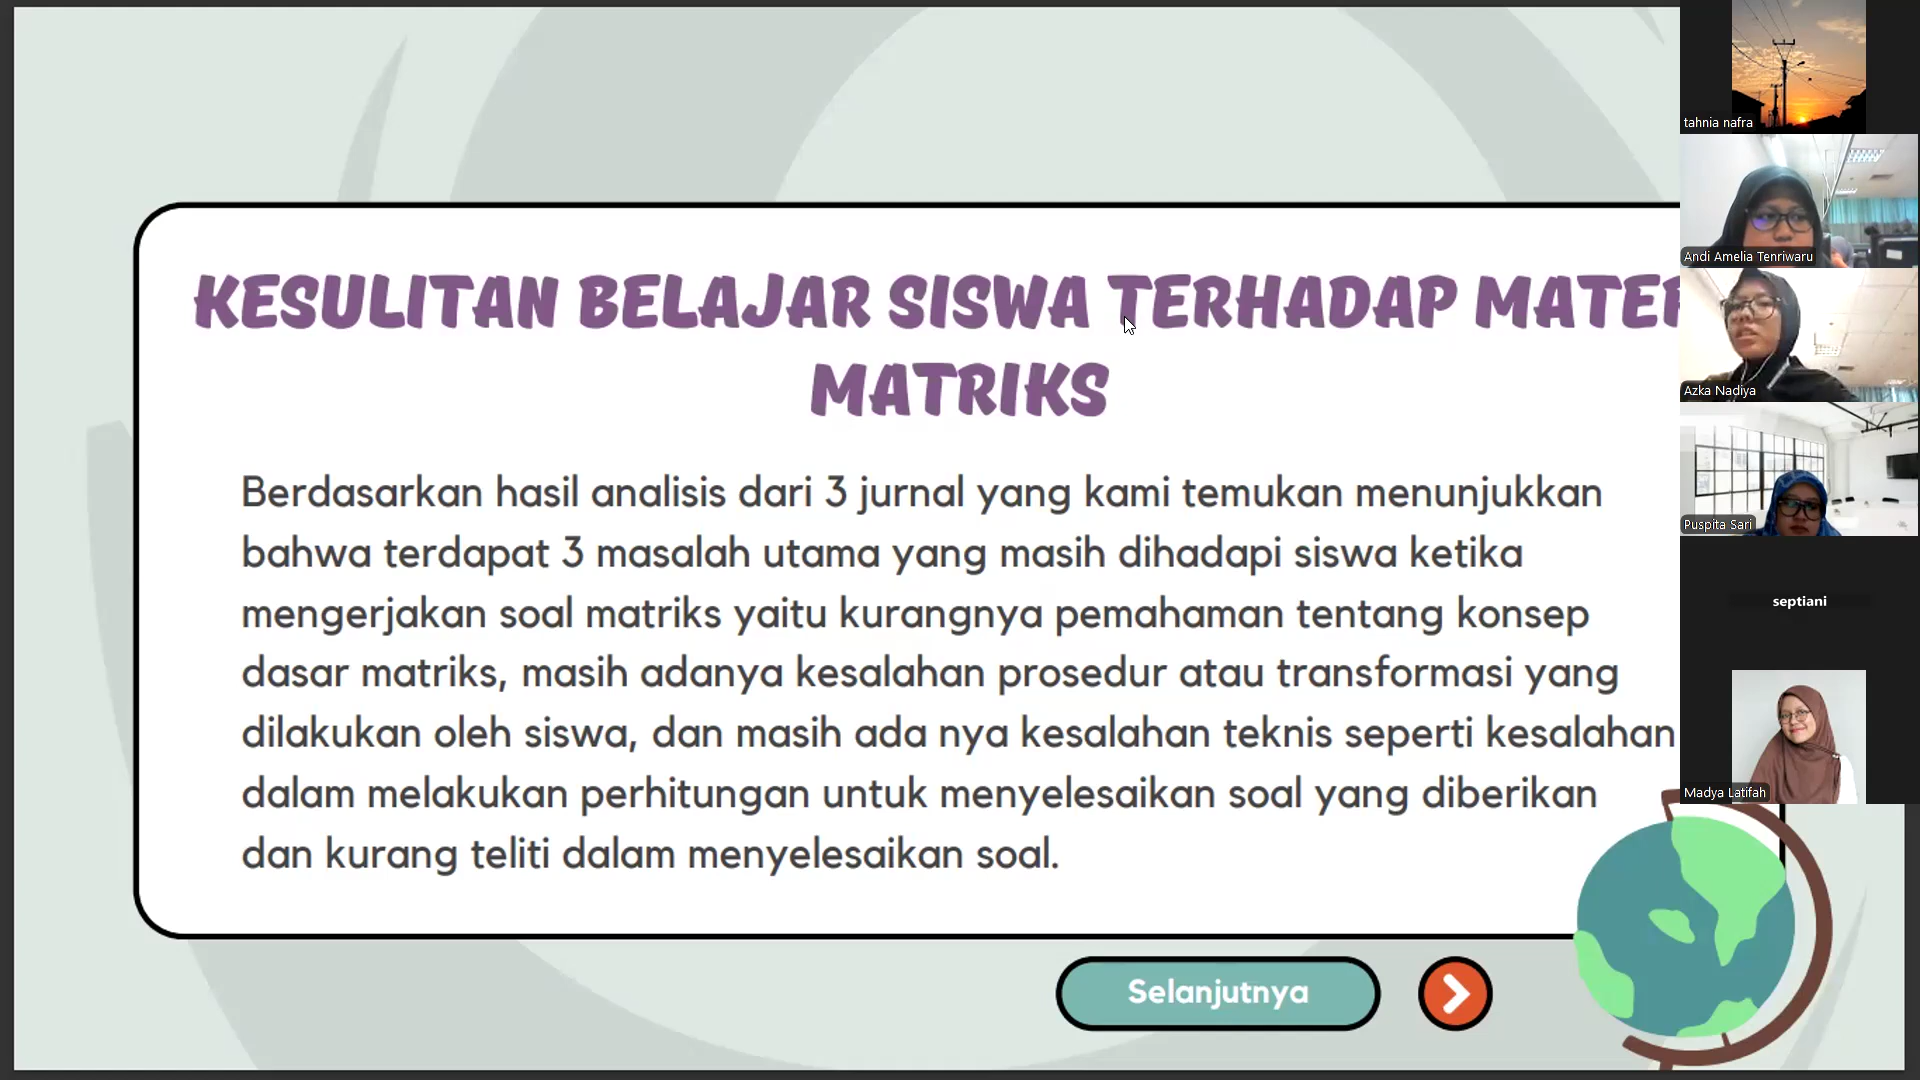 KESULITAN BELAJAR SISWA TERHADAP MATER
MATRIKS
Berdasarkan hasil analisis dari 3 jurnal yang kami temukan menunjukkan
bahwa terdapat 3 masalah utama yang masih dihadapi siswa ketika
mengerjakan soal matriks yaitu kurangnya pemahaman tentang konsep
dasar matriks, masih adanya kesalahan prosedur atau transformasi yang
dilakukan oleh siswa, dan masih ada nya kesalahan teknis seperti kesalahan
dalam melakukan perhitungan untuk menyelesaikan soal yang diberikan
dan kurang teliti dalam menyelesaikan soal.
Selanjutnya
tahnia nafra
Andi Amelia Tenriwaru
Azka Nadiya
Puspita Sari
septiani
Madya Latifah